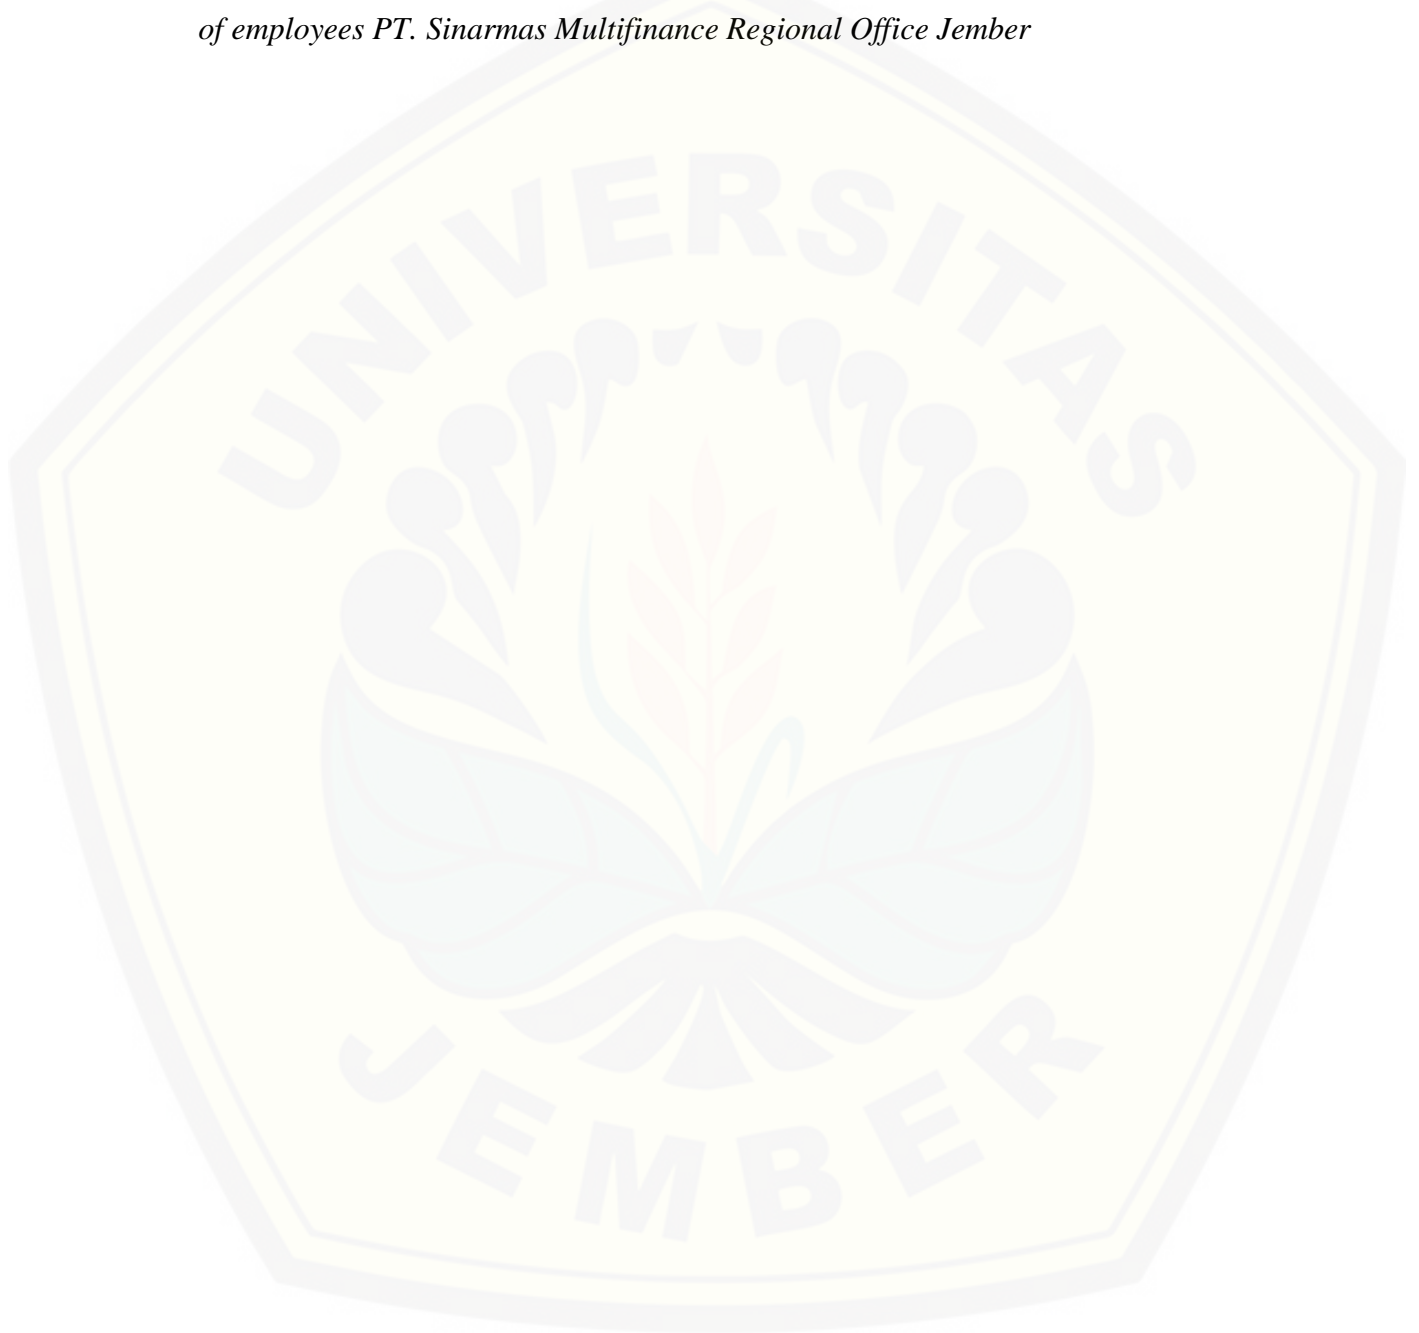 of employees PT. Sinarmas Multifinance Regional Office Jember
UNIVERSITAS
JEMBER